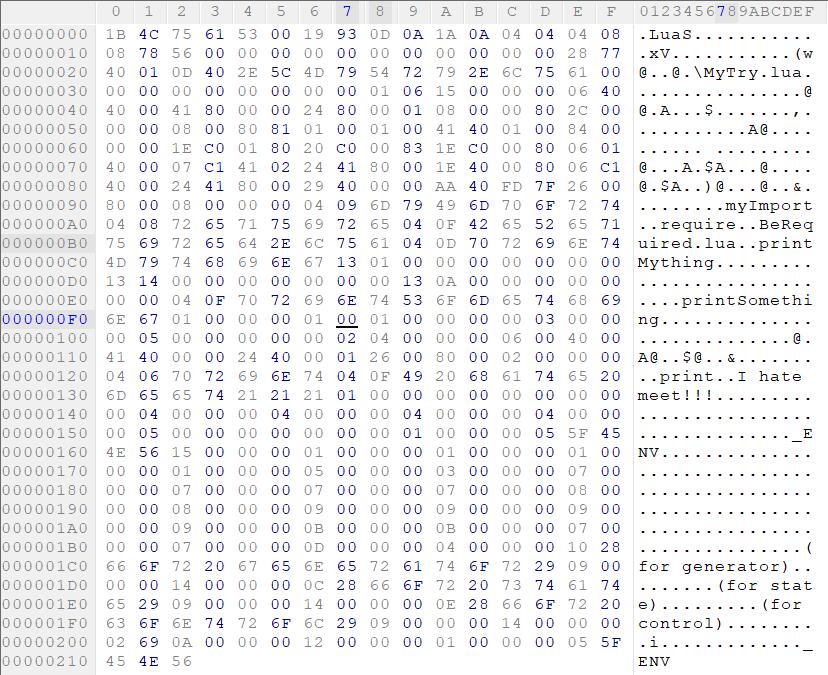 0 1 2 3 4 5 6 7 8 9 A B C D E F 0123456789ABCDEF
00000000 1B 4C 75 61 53 00 19 93 0D 0A 1A 0A 04 04 04 08 .LuaS...........
00000010 08 78 56 00 00 00 00 00 00 00 00 00 00 00 28 77 .xV...........(w
00000020 40 01 0D 40 2E 5C 4D 79 54 72 79 2E 6C 75 61 00 @..@.\MyTry.lua.
00000030 00 00 00 00 00 00 00 00 01 06 15 00 00 00 06 40 ...............@
00000040 40 00 41 80 00 00 24 80 00 01 08 00 00 80 2C 00 @.A...$.......,.
00000050 00 00 08 00 80 81 01 00 01 00 41 40 01 00 84 00 ..........A@....
00000060 00 00 1E C0 01 80 20 C0 00 83 1E C0 00 80 06 01 ...... .........
00000070 40 00 07 C1 41 02 24 41 80 00 1E 40 00 80 06 C1 @...A.$A...@....
00000080 40 00 24 41 80 00 29 40 00 00 AA 40 FD 7F 26 00 @.$A..)@...@..&.
00000090 80 00 08 00 00 00 04 09 6D 79 49 6D 70 6F 72 74 ........myImport
000000A0 04 08 72 65 71 75 69 72 65 04 0F 42 65 52 65 71 ..require..BeReq
000000B0 75 69 72 65 64 2E 6C 75 61 04 0D 70 72 69 6E 74 uired.lua..print
000000C0 4D 79 74 68 69 6E 67 13 01 00 00 00 00 00 00 00 Mything.........
000000D0 13 14 00 00 00 00 00 00 00 13 0A 00 00 00 00 00 ................
000000E0 00 00 04 0F 70 72 69 6E 74 53 6F 6D 65 74 68 69 ....printSomethi
000000F0 6E 67 01 00 00 00 01 00 01 00 00 00 00 03 00 00 ng..............
00000100 00 05 00 00 00 00 02 04 00 00 00 06 00 40 00 .............@.
00000110 41 40 00 00 24 40 00 01 26 00 80 00 02 00 00 00 A@..$@..&.......
00000120 04 06 70 72 69 6E 74 04 0F 49 20 68 61 74 65 20 ..print..I hate
00000130 6D 65 65 74 21 21 21 01 00 00 00 00 00 00 00 00 meet!!!.........
00000140 00 04 00 00 00 04 00 00 00 04 00 00 00 04 00 00 ................
00000150 00 05 00 00 00 00 00 00 00 01 00 00 00 05 5F 45 .............._E
00000160 4E 56 15 00 00 00 01 00 00 00 01 00 00 00 01 00 NV..............
00000170 00 00 01 00 00 00 05 00 00 00 03 00 00 00 07 00 ................
00000180 00 00 07 00 00 00 07 00 00 00 07 00 00 00 08 00 ................
00000190 00 00 08 00 00 00 09 00 00 00 09 00 00 00 09 00 ................
000001A0 00 00 09 00 00 00 0B 00 00 00 0B 00 00 00 07 00 ................
000001B0 00 00 07 00 00 00 0D 00 00 00 04 00 00 00 10 28 ...............(
000001C0 66 6F 72 20 67 65 6E 65 72 61 74 6F 72 29 09 00 for generator)..
000001D0 00 00 14 00 00 00 0C 28 66 6F 72 20 73 74 61 74 .......(for stat
000001E0 65 29 09 00 00 00 14 00 00 00 0E 28 66 6F 72 20 e).........(for
000001F0 63 6F 6E 74 72 6F 6C 29 09 00 00 00 14 00 00 00 control)........
00000200 02 69 0A 00 00 00 12 00 00 00 01 00 00 00 05 5F .i............._
00000210 45 4E 56 ENV